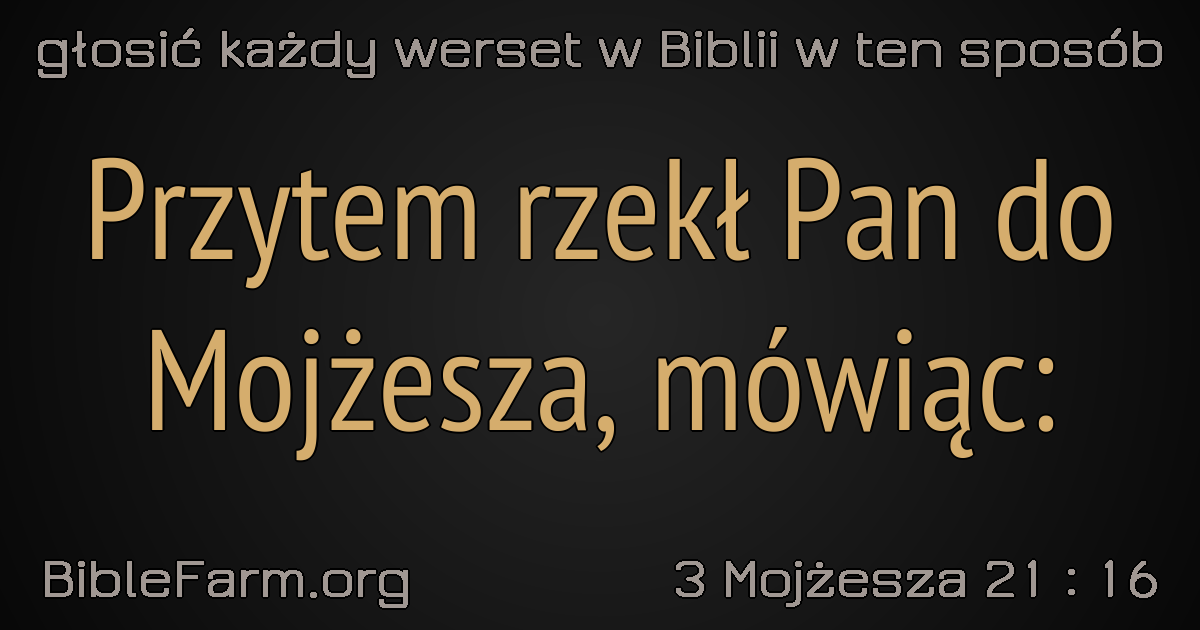 głosić każdy werset w Biblii w ten sposób
Przytem rzekł Pan do
Mojżesza, mówiąc:
BibleFarm.org
3 Mojżesza 21 : 16